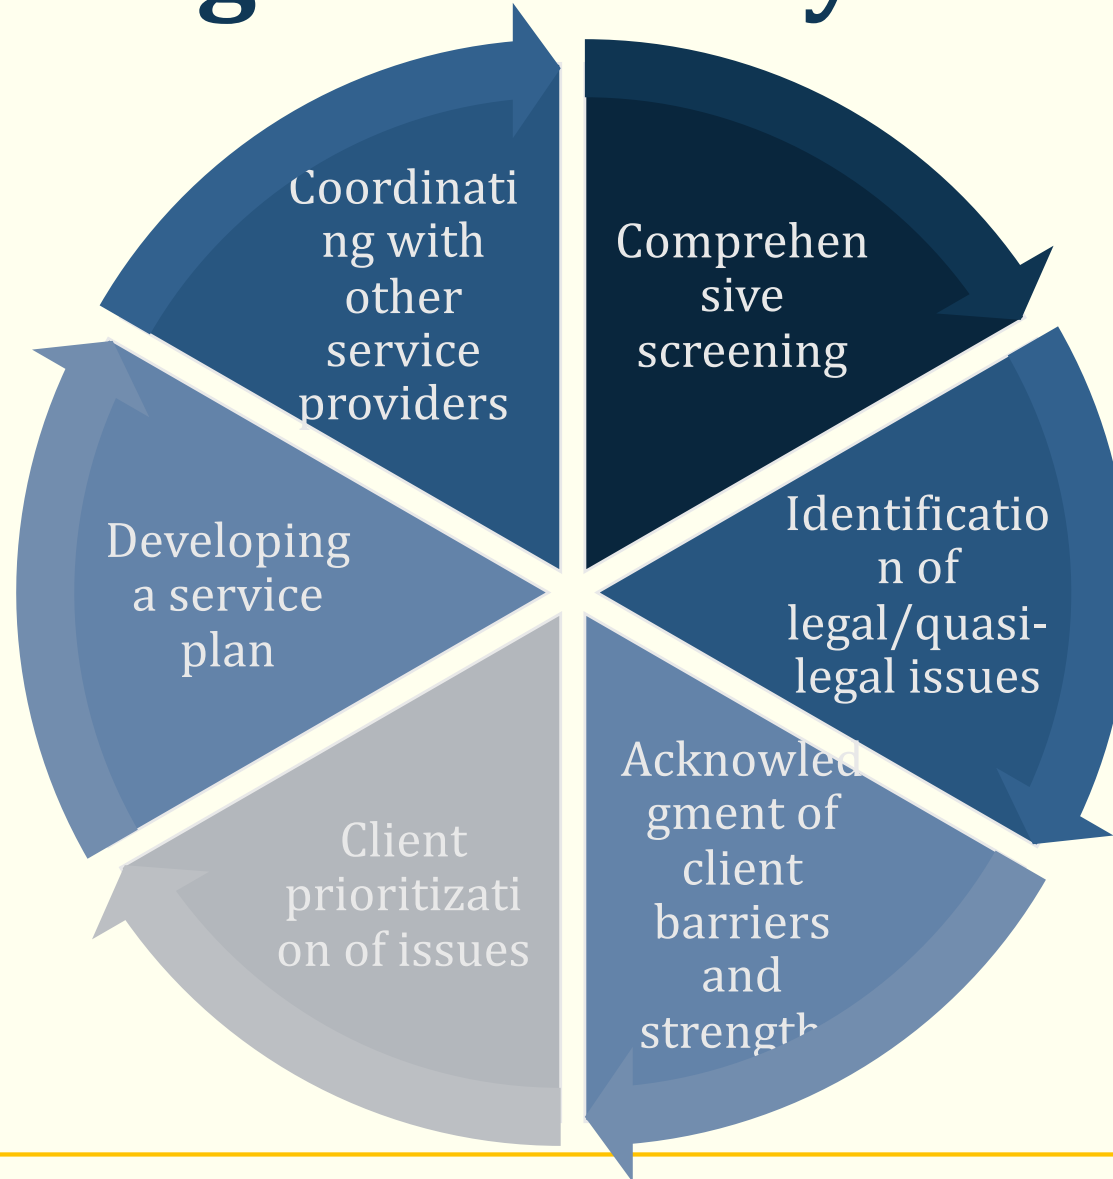 Comprehen
sive
screening
Identificatio
n of
legal/quasi-
legal issues
Acknowled
gment of
client
barriers
and
strength
Client
prioritizati
on of issues
Developing
a service
plan
Coordinati
ng with
other
service
providers